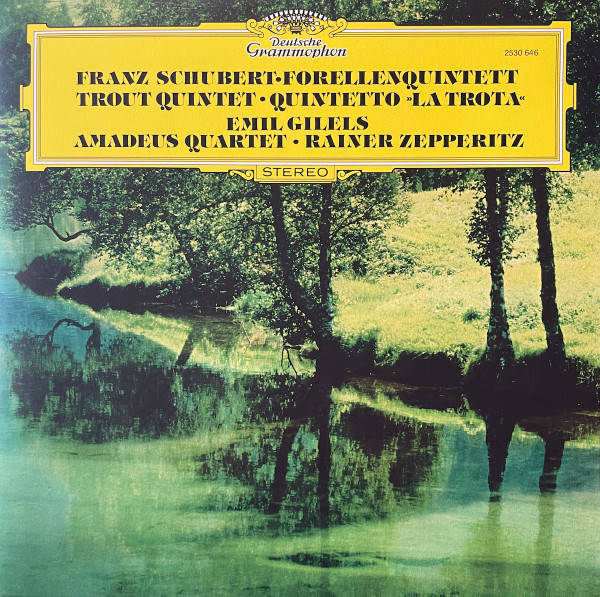 Deutsche
Grammophon
2530 646
FRANZ SCHUBERT·FORELLENQUINTETT
TROUT QUINTET · QUINTETTO »LA TROTA«
EMIL GILELS
AMADEUS QUARTET · RAINER ZEPPERITZ
STEREO